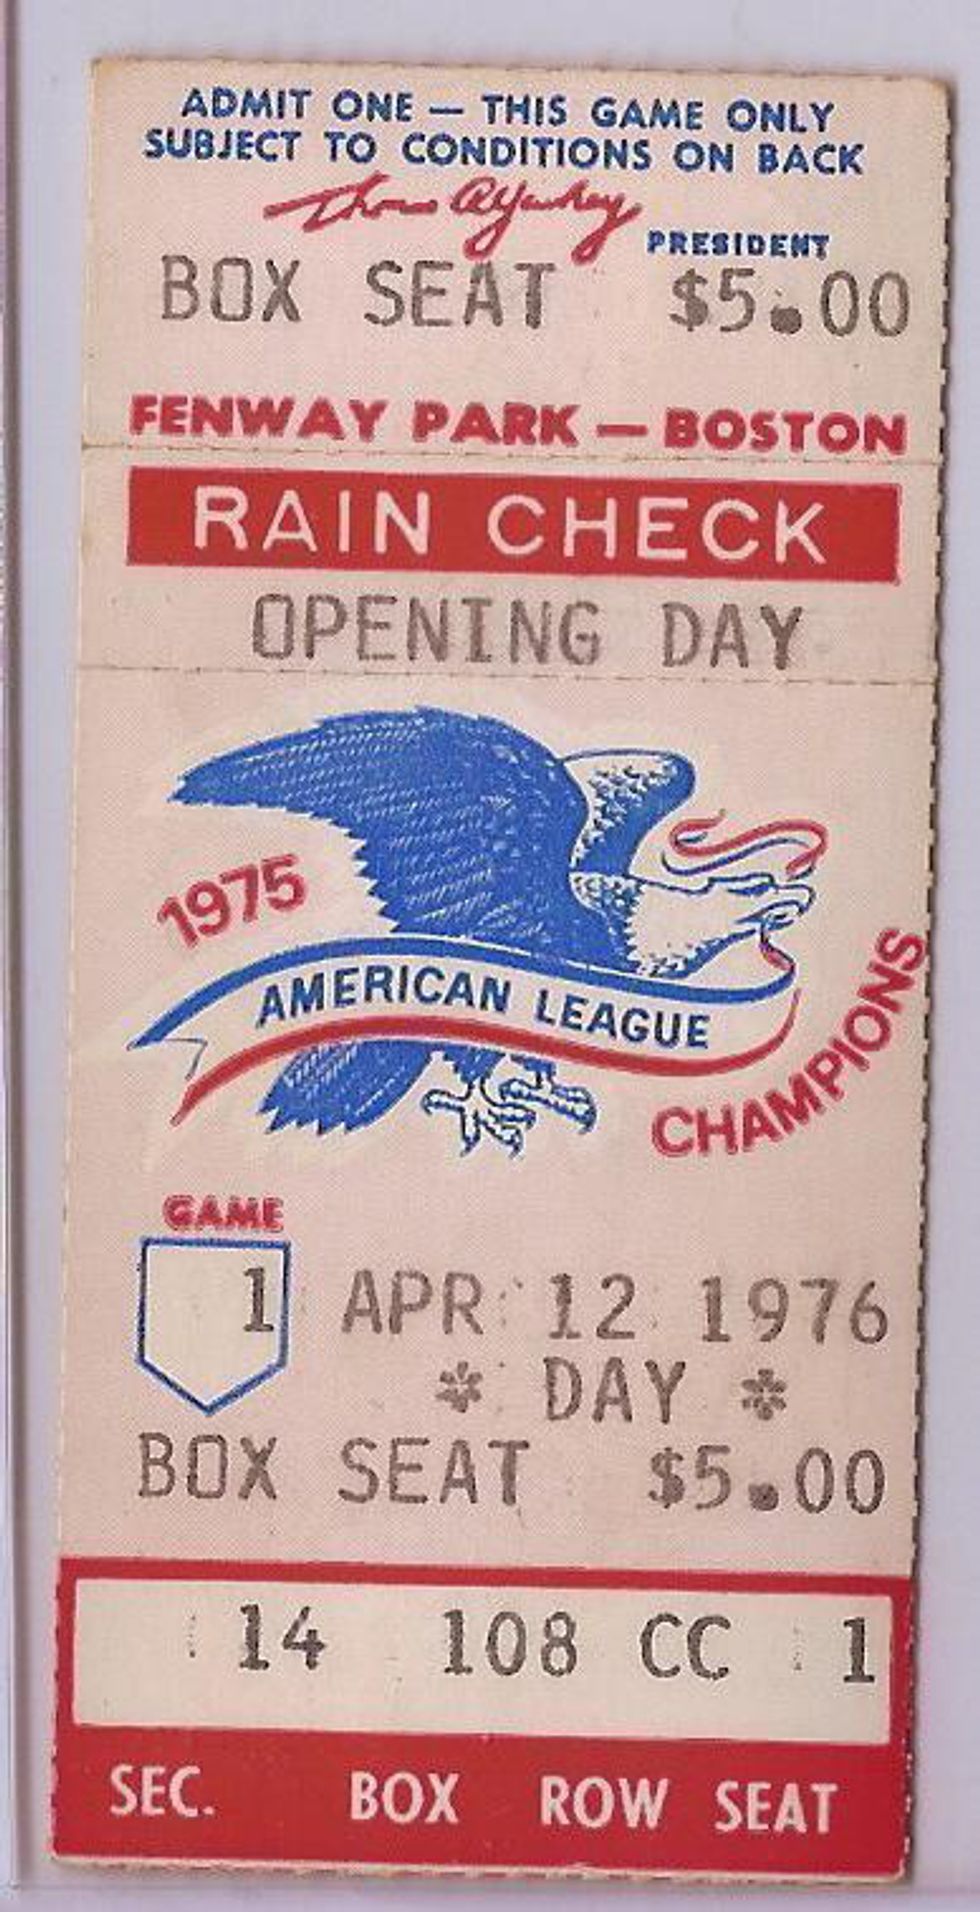 ADMIT ONE — THIS GAME ONLY
SUBJECT TO CONDITIONS ON BACK
Thomas A Yawkey
PRESIDENT
BOX SEAT $5.00
FENWAY PARK — BOSTON
RAIN CHECK
OPENING DAY
1975
AMERICAN LEAGUE
CHAMPIONS
GAME
1 APR 12 1976
* DAY *
BOX SEAT $5.00
14 108 CC 1
SEC. BOX ROW SEAT